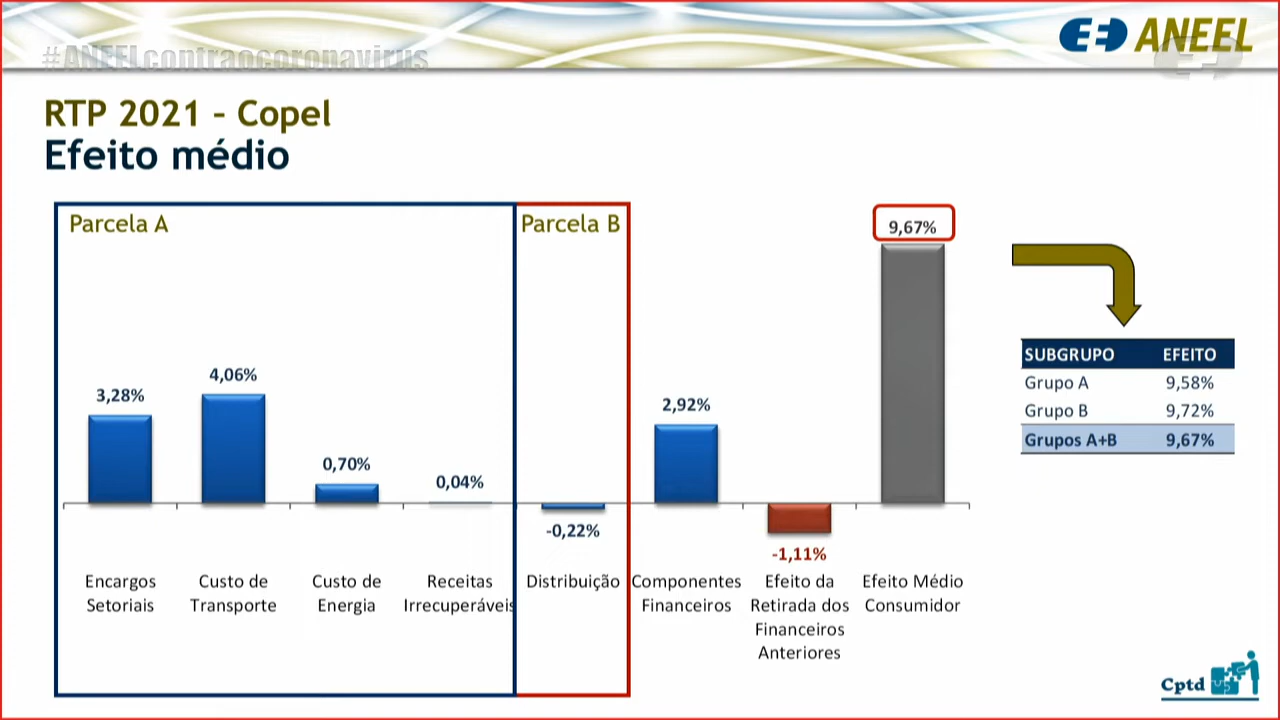 #ANEELcontraocoronavirus
ANEEL
RTP 2021 – Copel
Efeito médio
Parcela A
Parcela B
3,28%
4,06%
0,70%
0,04%
-0,22%
2,92%
-1,11%
9,67%
Encargos
Setoriais
Custo de
Transporte
Custo de
Energia
Receitas
Irrecuperáveis
Distribuição
Componentes
Financeiros
Efeito da
Retirada dos
Financeiros
Anteriores
Efeito Médio
Consumidor
SUBGRUPO EFEITO
Grupo A 9,58%
Grupo B 9,72%
Grupos A+B 9,67%
Cptd